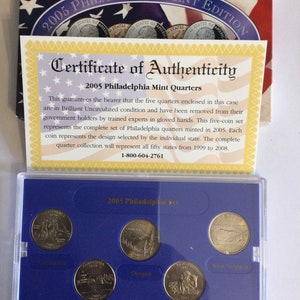 2005 PHILADELPHIA MINT EDITION
Certificate of Authenticity
2005 Philadelphia Mint Quarters
This guarantees the bearer that the five quarters enclosed in this case
are in Brilliant Uncirculated condition and have been removed from their
government holders by trained experts in gloved hands. This five-coin set
represents the complete set of Philadelphia quarters minted in 2005. Each
coin represents the design selected by the individual state. The complete
quarter collection will represent all fifty states from 1999 to 2008.
1-800-604-2761
2005 Philadelphia Set
Oregon
West Virginia